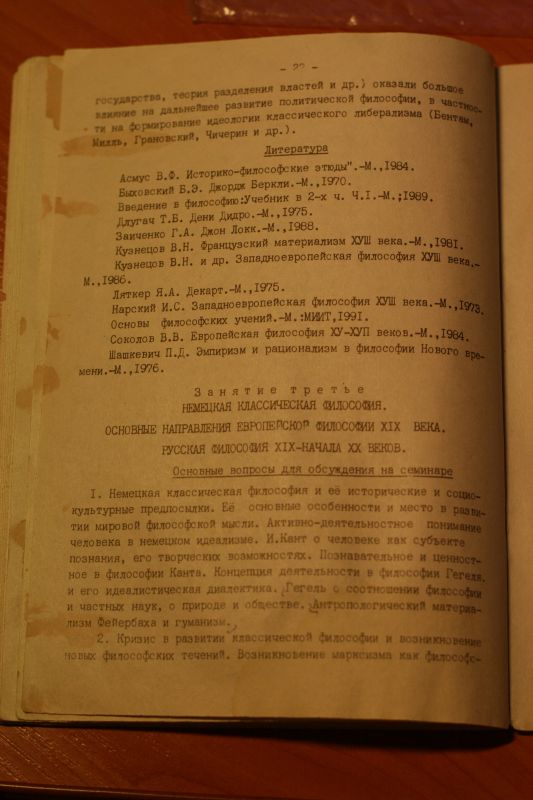 - 22 -
государства, теория разделения властей и др.) оказали большое
влияние на дальнейшее развитие политической философии, в частнос-
ти на формирование идеологии классического либерализма (Бентам,
Милль, Грановский, Чичерин и др.).
Литература
Асмус В.Ф. Историко-философские этюды".-М.,1984.
Быховский Б.Э. Джордж Беркли.-М.,1970.
Введение в философию:Учебник в 2-х ч. Ч.I.-М.;1989.
Длугач Т.Б. Дени Дидро.-М.,1975.
Заиченко Г.А. Джон Локк.-М.,1988.
Кузнецов В.Н. Французский материализм ХУШ века.-М.,1981.
Кузнецов В.Н. и др. Западноевропейская философия ХУШ века.-
М.,1986.
Ляткер Я.А. Декарт.-М.,1975.
Нарский И.С. Западноевропейская философия ХУШ века.-М.,1973.
Основы философских учений.-М.:МИИТ,1991.
Соколов В.В. Европейская философия ХУ-ХУП веков.-М.,1984.
Шашкевич П.Д. Эмпиризм и рационализм в философии Нового вре-
мени.-М.,1976.
Занятие третье
НЕМЕЦКАЯ КЛАССИЧЕСКАЯ ФИЛОСОФИЯ.
ОСНОВНЫЕ НАПРАВЛЕНИЯ ЕВРОПЕЙСКОЙ ФИЛОСОФИИ XIX ВЕКА.
РУССКАЯ ФИЛОСОФИЯ XIX-НАЧАЛА XX ВЕКОВ.
Основные вопросы для обсуждения на семинаре
I. Немецкая классическая философия и её исторические и социо-
культурные предпосылки. Её основные особенности и место в разви-
тии мировой философской мысли. Активно-деятельностное понимание
человека в немецком идеализме. И.Кант о человеке как субъекте
познания, его творческих возможностях. Познавательное и ценност-
ное в философии Канта. Концепция деятельности в философии Гегеля,
и его идеалистическая диалектика. Гегель о соотношении философии
и частных наук, о природе и обществе. Антропологический материа-
лизм Фейербаха и гуманизм.
2. Кризис в развитии классической философии и возникновение
новых философских течений. Возникновение марксизма как философс-